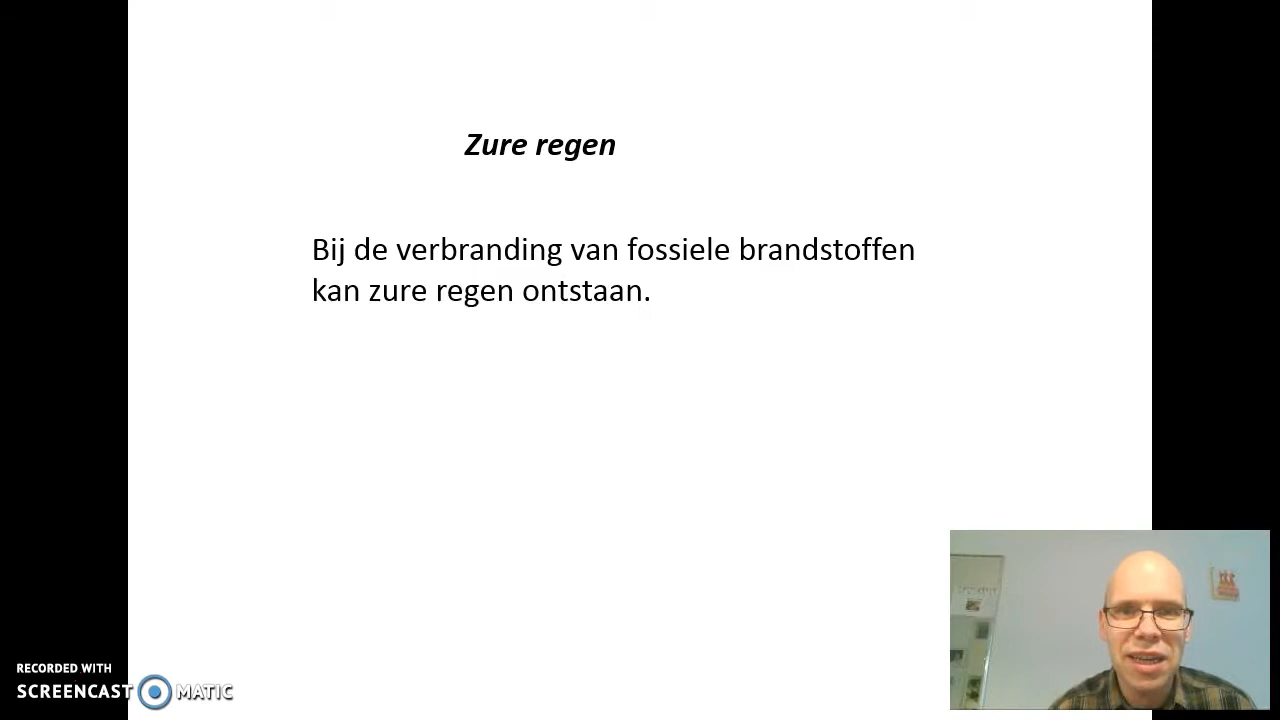 Zure regen
Bij de verbranding van fossiele brandstoffen
kan zure regen ontstaan.
RECORDED WITH
SCREENCAST MATIC